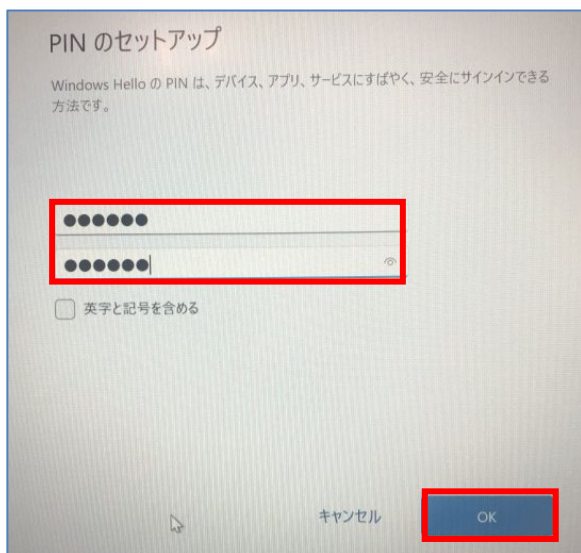 PIN のセットアップ
Windows Hello の PIN は、デバイス、アプリ、サービスにすばやく、安全にサインインできる
方法です。
●●●●●●
●●●●●●
英字と記号を含める
キャンセル OK